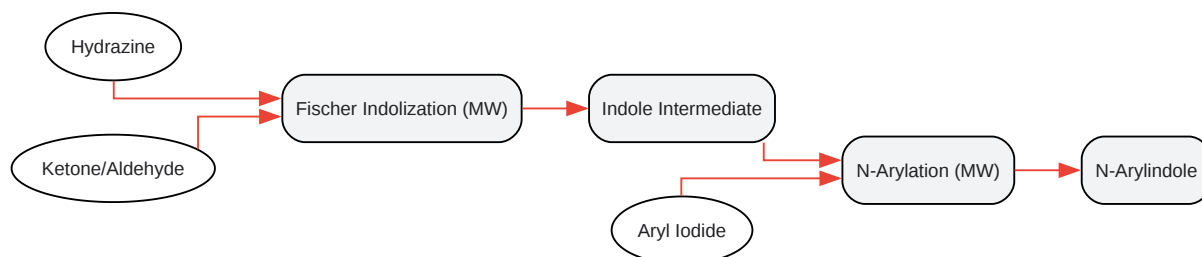 Hydrazine
Ketone/Aldehyde
Fischer Indolization (MW)
Indole Intermediate
Aryl Iodide
N-Arylation (MW)
N-Arylindole